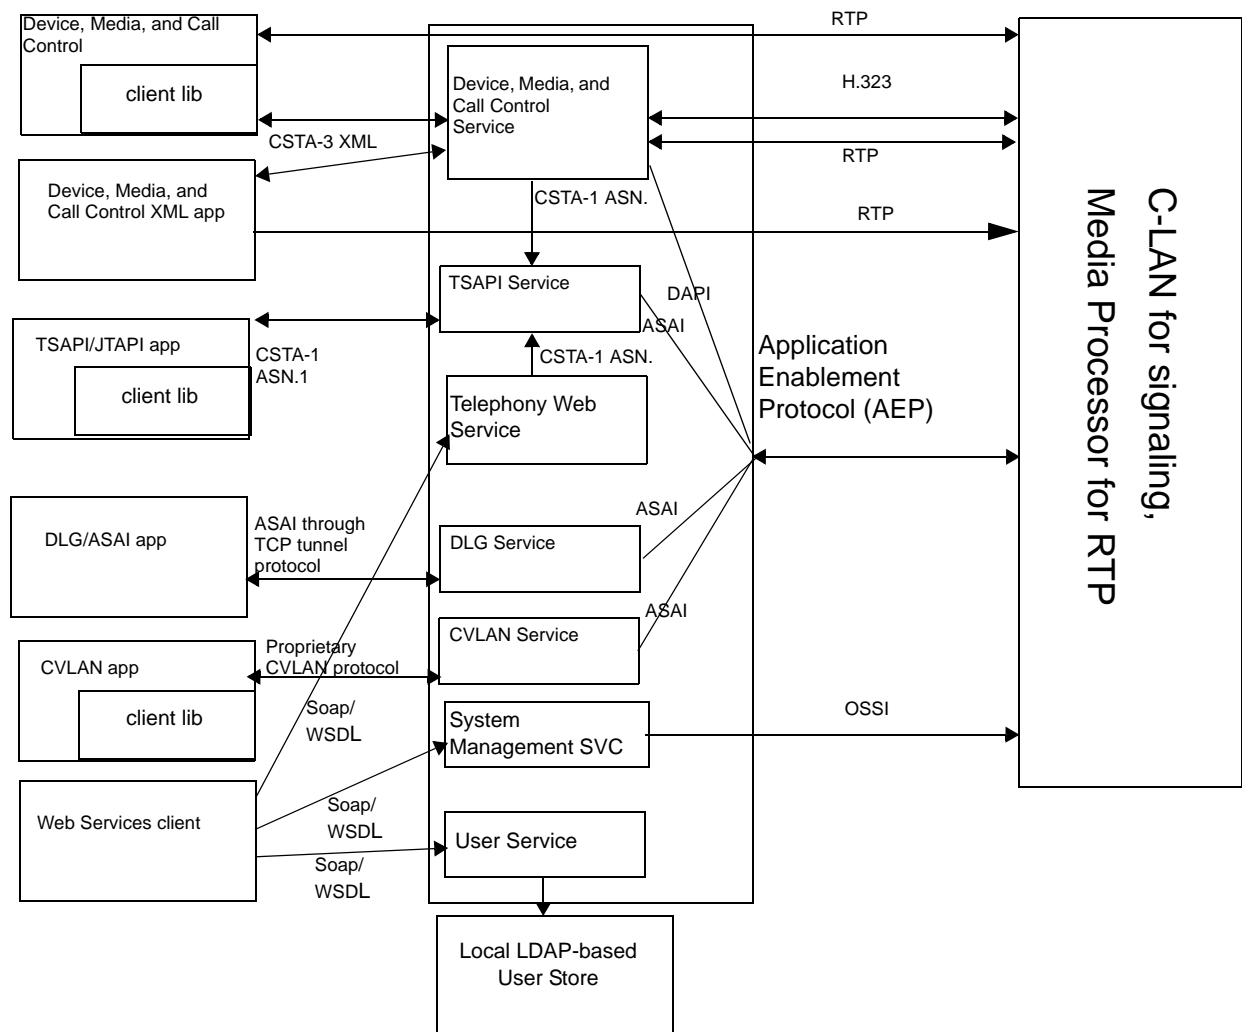 Device, Media, and Call
Control
client lib
CSTA-3 XML
Device, Media, and
Call Control XML app
TSAPI/JTAPI app
client lib
CSTA-1
ASN.1
DLG/ASAI app
ASAI through
TCP tunnel
protocol
CVLAN app
client lib
Proprietary
CVLAN protocol
Web Services client
Soap/
WSDL
Soap/
WSDL
Soap/
WSDL
Device, Media, and
Call Control
Service
CSTA-1 ASN.
TSAPI Service
CSTA-1 ASN.
Telephony Web
Service
DLG Service
CVLAN Service
System
Management SVC
User Service
Local LDAP-based
User Store
DAPI
ASAI
ASAI
ASAI
Application
Enablement
Protocol (AEP)
RTP
H.323
RTP
RTP
OSSI
C-LAN for signaling,
Media Processor for RTP